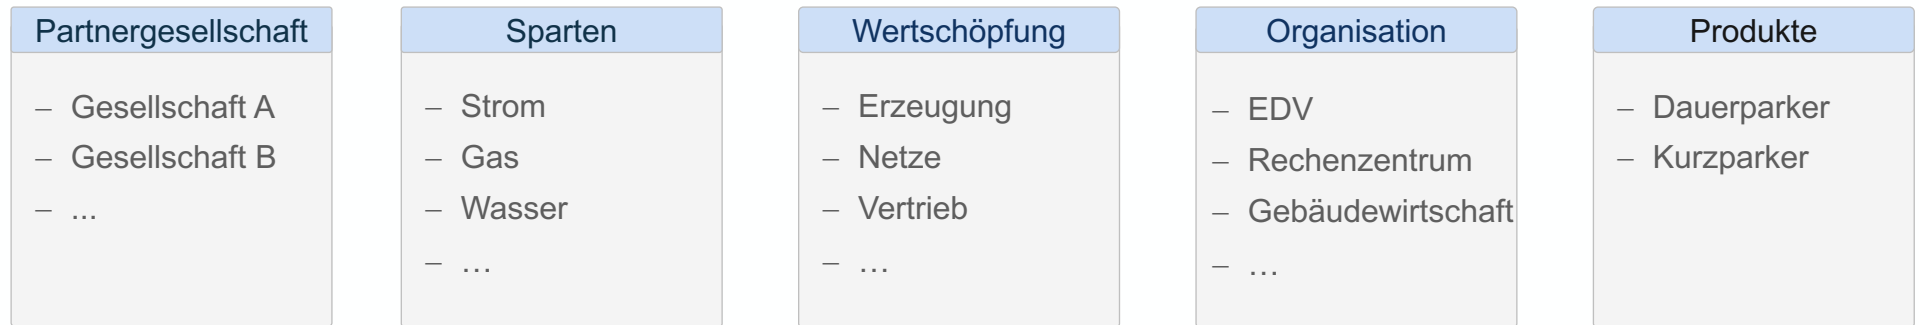 Partnergesellschaft
– Gesellschaft A
– Gesellschaft B
– ...
Sparten
– Strom
– Gas
– Wasser
– …
Wertschöpfung
– Erzeugung
– Netze
– Vertrieb
– …
Organisation
– EDV
– Rechenzentrum
– Gebäudewirtschaft
– …
Produkte
– Dauerparker
– Kurzparker